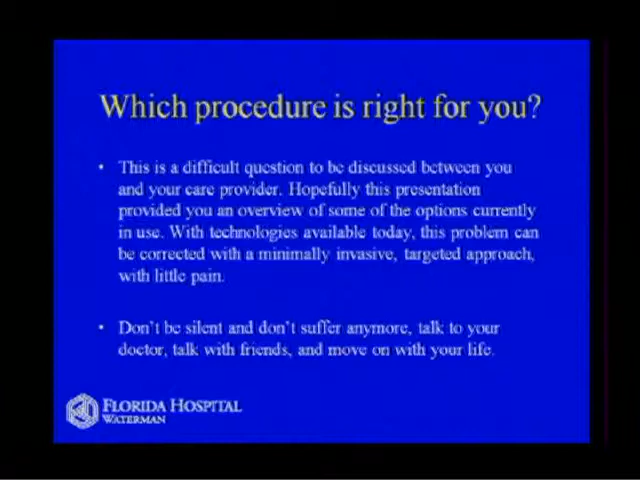 Which procedure is right for you?
• This is a difficult question to be discussed between you
and your care provider. Hopefully this presentation
provided you an overview of some of the options currently
in use. With technologies available today, this problem can
be corrected with a minimally invasive, targeted approach,
with little pain.
• Don't be silent and don't suffer anymore, talk to your
doctor, talk with friends, and move on with your life.
FLORIDA HOSPITAL
WATERMAN